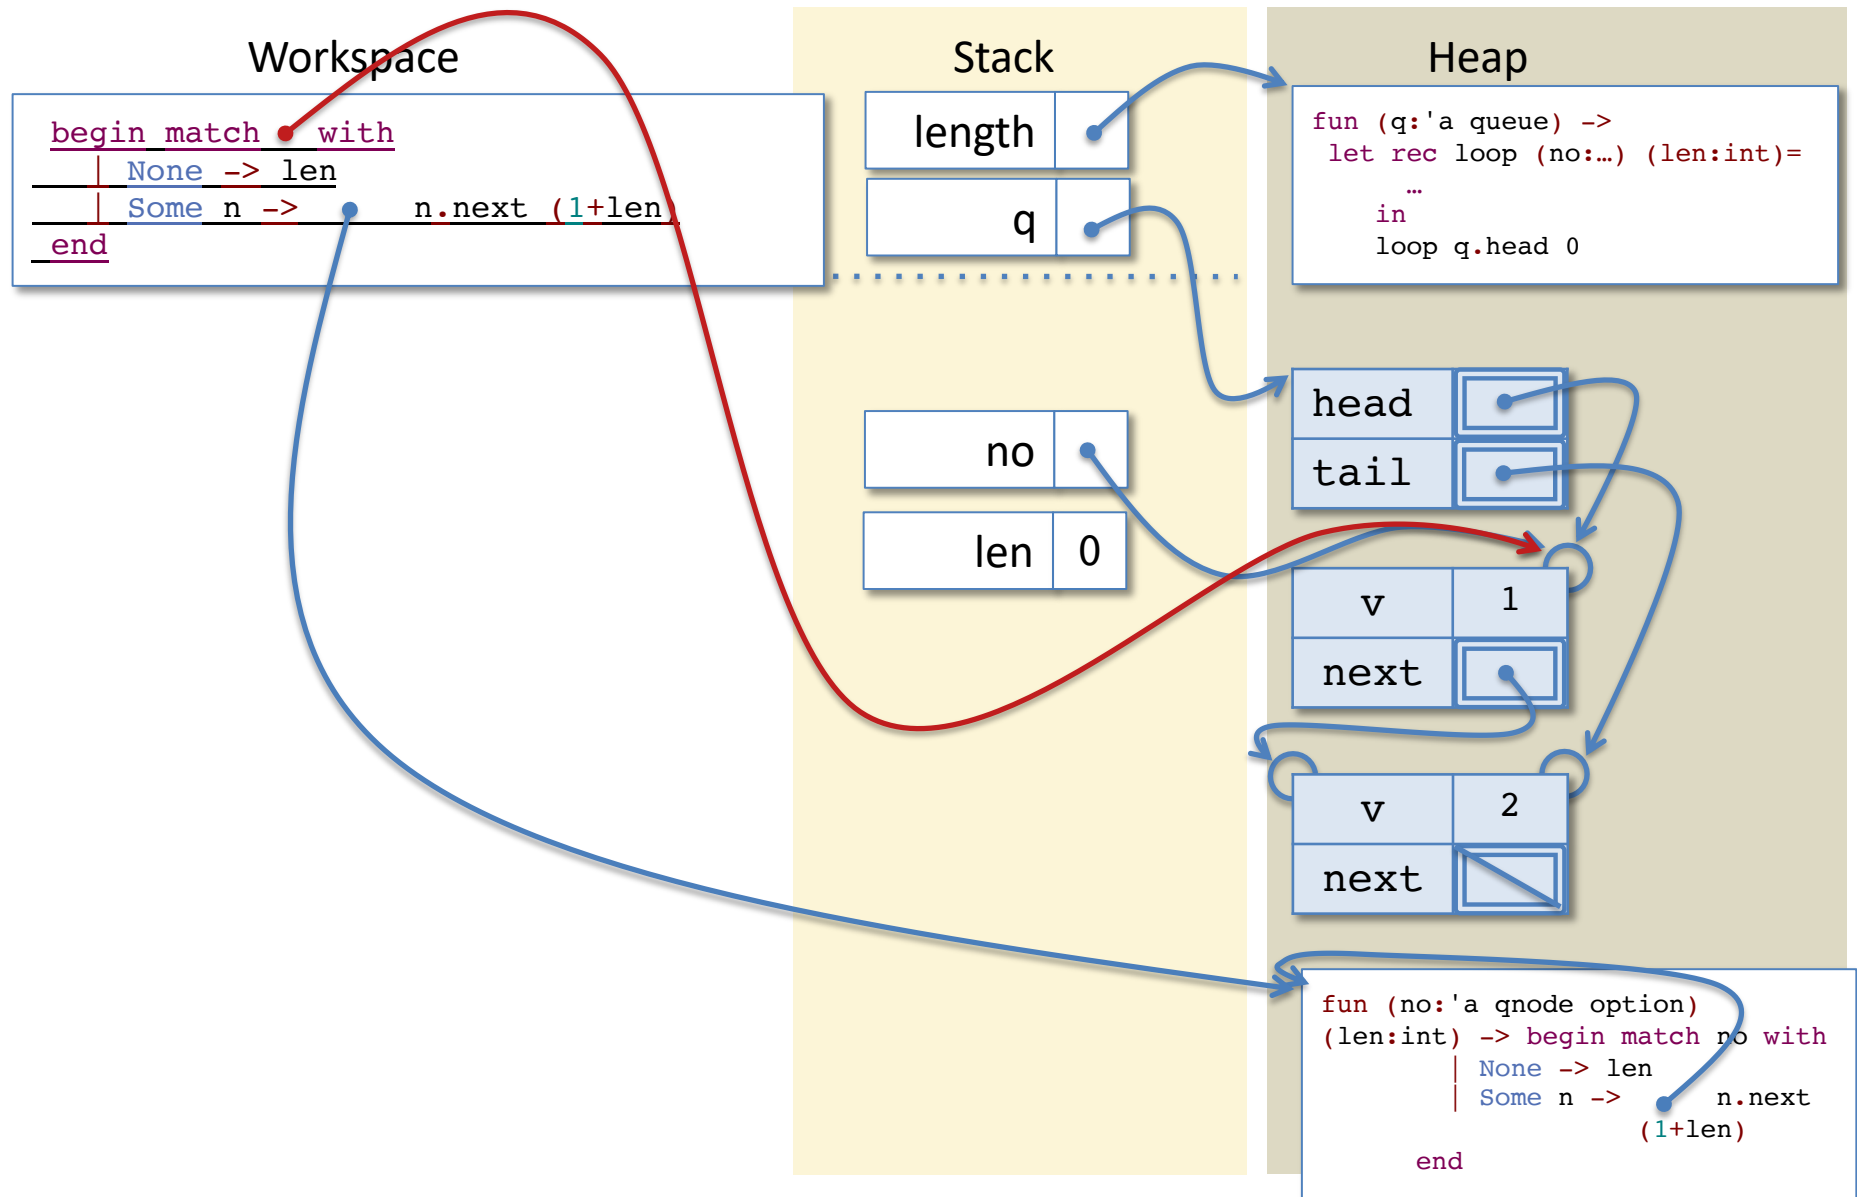 Workspace
begin match with
| None -> len
| Some n -> n.next (1+len)
end
Stack
length
q
no
len 0
Heap
fun (q:'a queue) ->
let rec loop (no:…) (len:int)=
…
in
loop q.head 0
head
tail
v 1
next
v 2
next
fun (no:'a qnode option)
(len:int) -> begin match no with
| None -> len
| Some n -> n.next
(1+len)
end